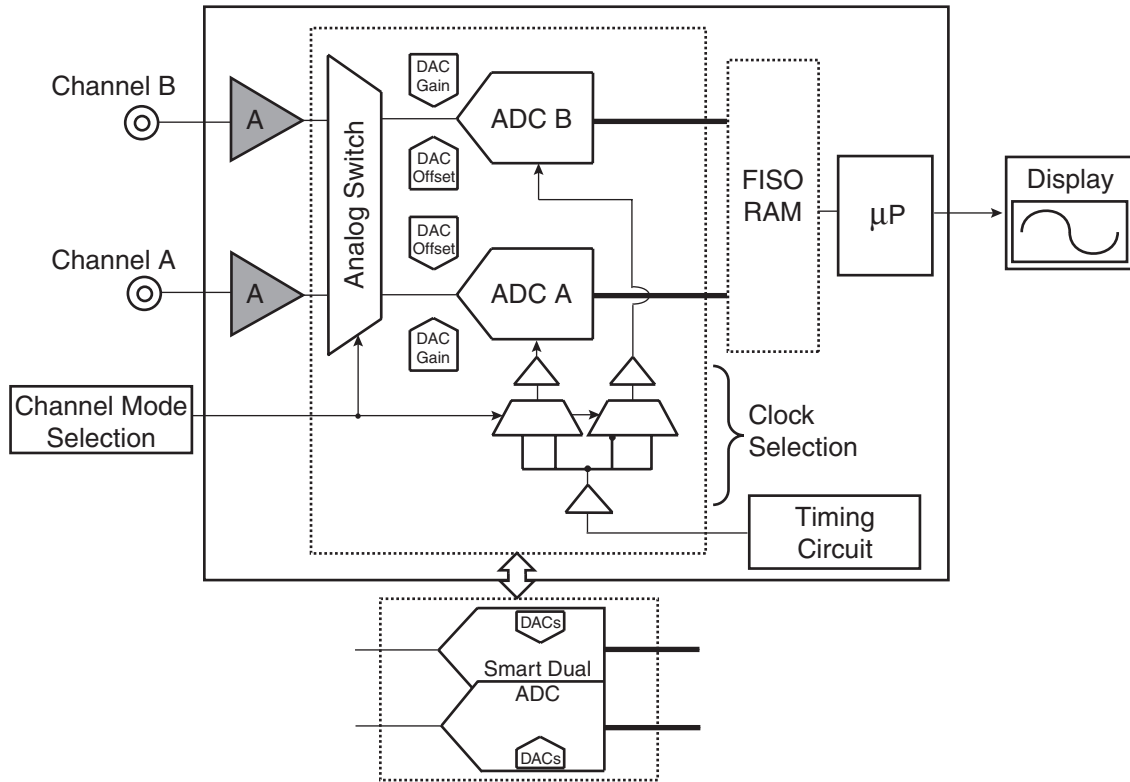 Channel B
A
Analog Switch
DAC
Gain
ADC B
DAC
Offset
FISO
RAM
μP
Display
Channel A
A
DAC
Offset
ADC A
DAC
Gain
Channel Mode
Selection
Clock
Selection
Timing
Circuit
DACs
Smart Dual
ADC
DACs